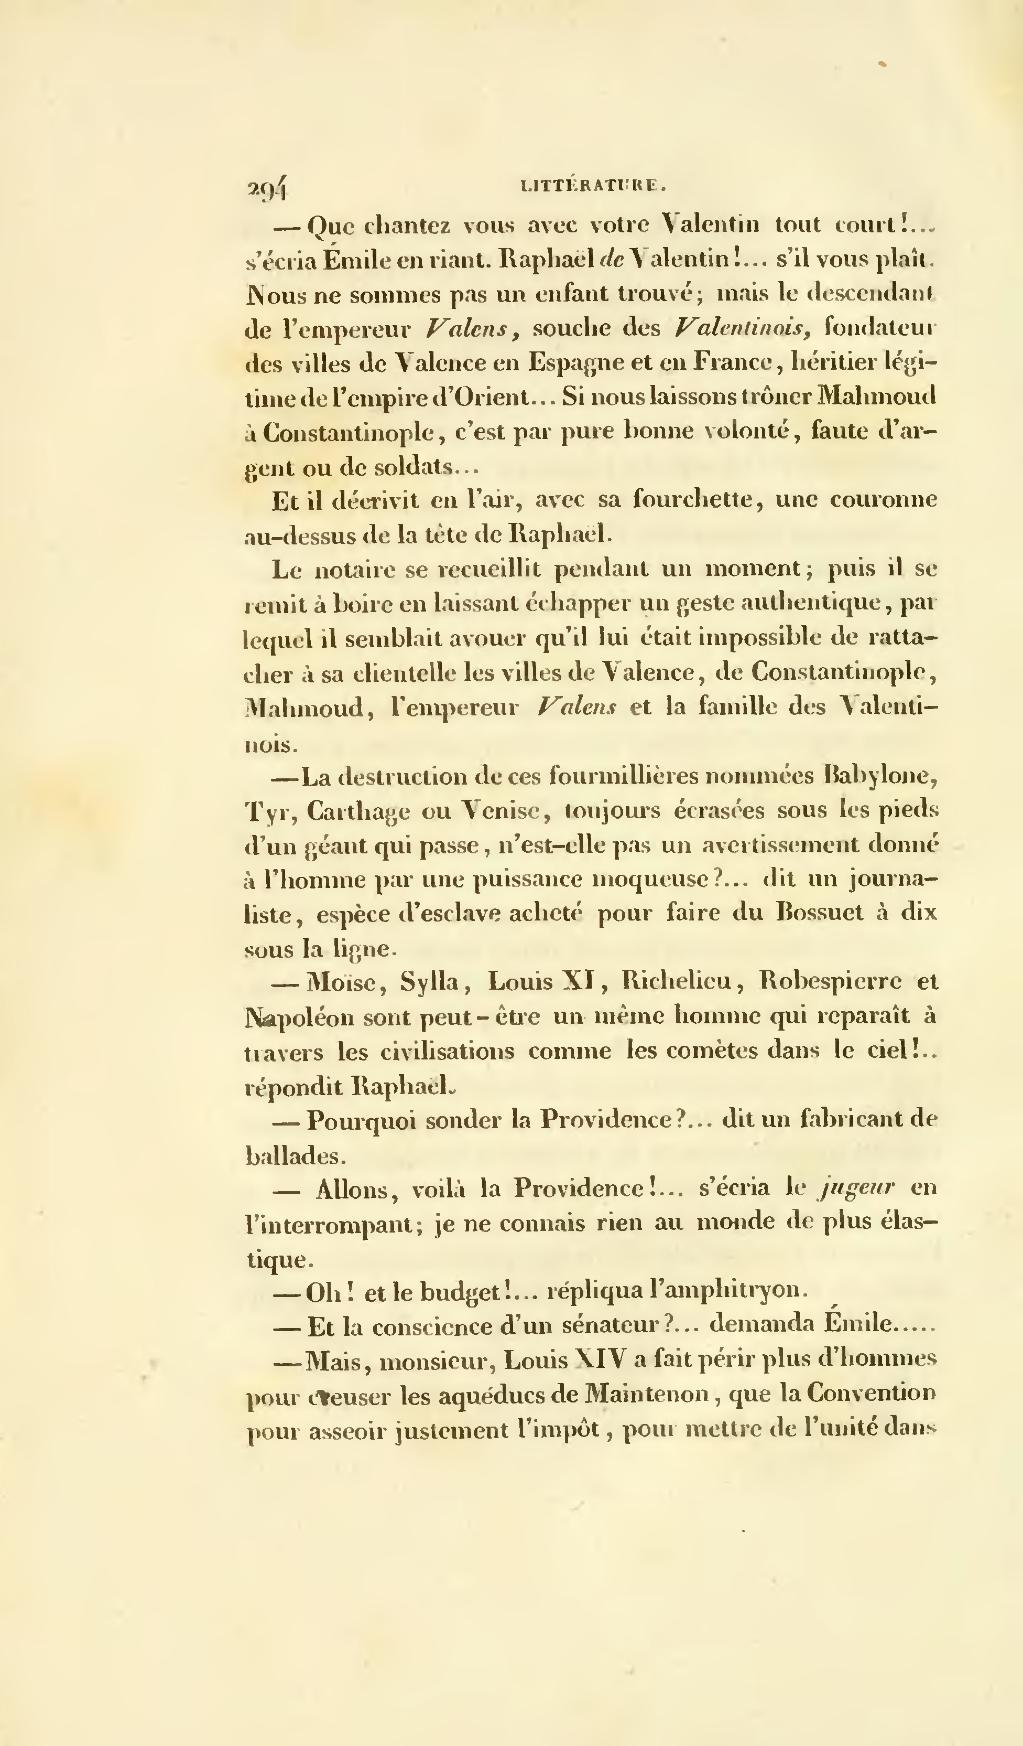 294 LITTÉRATURE.
— Que chantez vous avec votre Valentin tout court!...
s'écria Émile en riant. Raphaël de Valentin!... s'il vous plaît.
Nous ne sommes pas un enfant trouvé; mais le descendant
de l'empereur Valens, souche des Valentinois, fondateur
des villes de Valence en Espagne et en France, héritier légi-
time de l'empire d'Orient... Si nous laissons trôner Mahmoud
à Constantinople, c'est par pure bonne volonté, faute d'ar-
gent ou de soldats...
Et il décrivit en l'air, avec sa fourchette, une couronne
au-dessus de la tête de Raphaël.
Le notaire se recueillit pendant un moment; puis il se
remit à boire en laissant échapper un geste authentique, par
lequel il semblait avouer qu'il lui était impossible de ratta-
cher à sa clientelle les villes de Valence, de Constantinople,
Mahmoud, l'empereur Valens et la famille des Valenti-
nois.
— La destruction de ces fourmillières nommées Babylone,
Tyr, Carthage ou Venise, toujours écrasées sous les pieds
d'un géant qui passe, n'est-elle pas un avertissement donné
à l'homme par une puissance moqueuse?... dit un journa-
liste, espèce d'esclave acheté pour faire du Bossuet à dix
sous la ligne.
— Moïse, Sylla, Louis XI, Richelieu, Robespierre et
Napoléon sont peut-être un même homme qui reparaît à
travers les civilisations comme les comètes dans le ciel!..
répondit Raphaël.
— Pourquoi sonder la Providence?... dit un fabricant de
ballades.
— Allons, voilà la Providence!... s'écria le jugeur en
l'interrompant; je ne connais rien au monde de plus élas-
tique.
— Oh! et le budget!... répliqua l'amphitryon.
— Et la conscience d'un sénateur?... demanda Émile.....
— Mais, monsieur, Louis XIV a fait périr plus d'hommes
pour creuser les aquéducs de Maintenon, que la Convention
pour asseoir justement l'impôt, pour mettre de l'unité dans